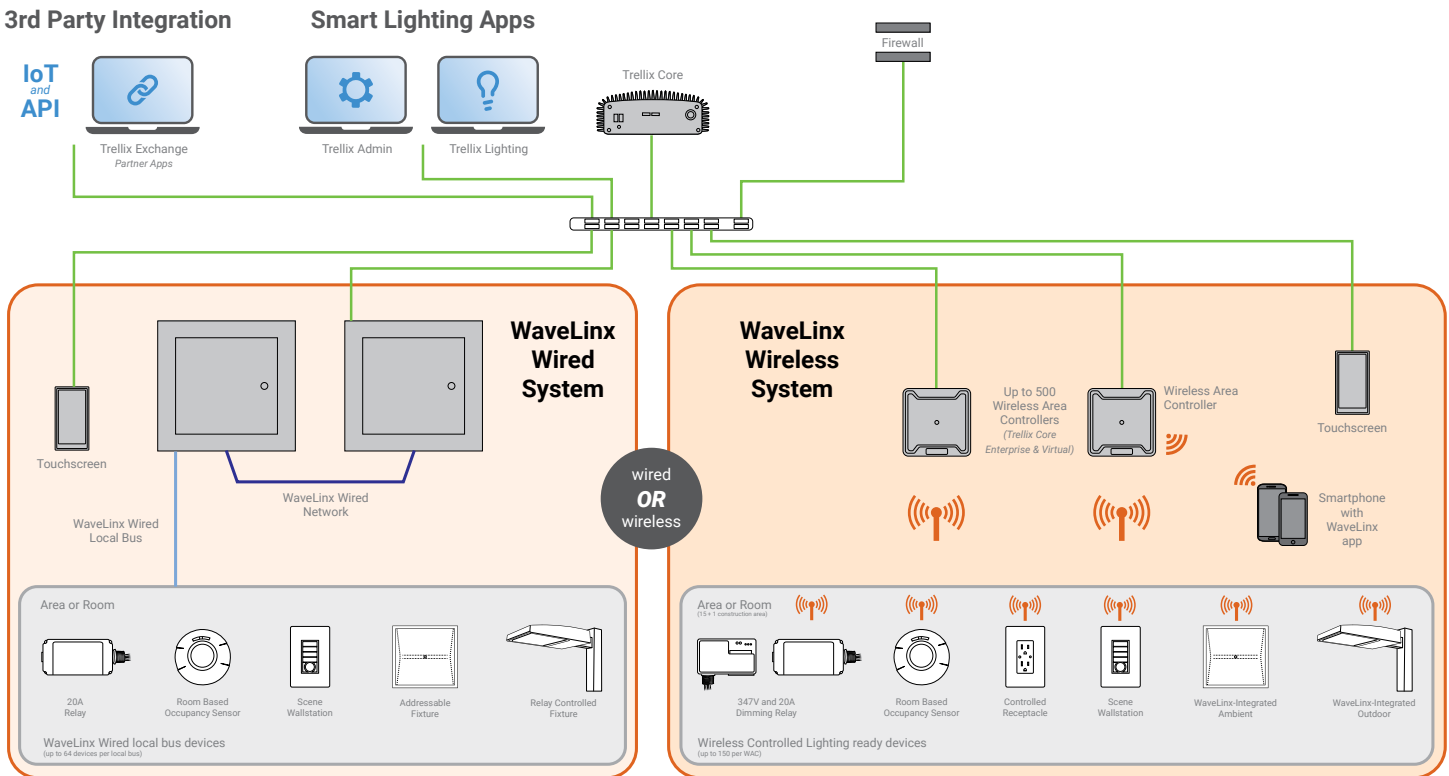 3rd Party Integration
Smart Lighting Apps
IoT
and
API
Trellix Exchange
Partner Apps
Trellix Admin
Trellix Lighting
Trellix Core
Firewall
WaveLinx
Wired
System
Touchscreen
WaveLinx Wired
Network
WaveLinx Wired
Local Bus
wired
OR
wireless
WaveLinx
Wireless
System
Up to 500
Wireless Area
Controllers
(Trellix Core
Enterprise & Virtual)
Wireless Area
Controller
Touchscreen
Smartphone
with
WaveLinx
app
Area or Room
20A
Relay
Room Based
Occupancy Sensor
Scene
Wallstation
Addressable
Fixture
Relay Controlled
Fixture
WaveLinx Wired local bus devices
(up to 64 devices per local bus)
Area or Room
(15 + 1 construction area)
347V and 20A
Dimming Relay
Room Based
Occupancy Sensor
Controlled
Receptacle
Scene
Wallstation
WaveLinx-Integrated
Ambient
WaveLinx-Integrated
Outdoor
Wireless Controlled Lighting ready devices
(up to 150 per WAC)